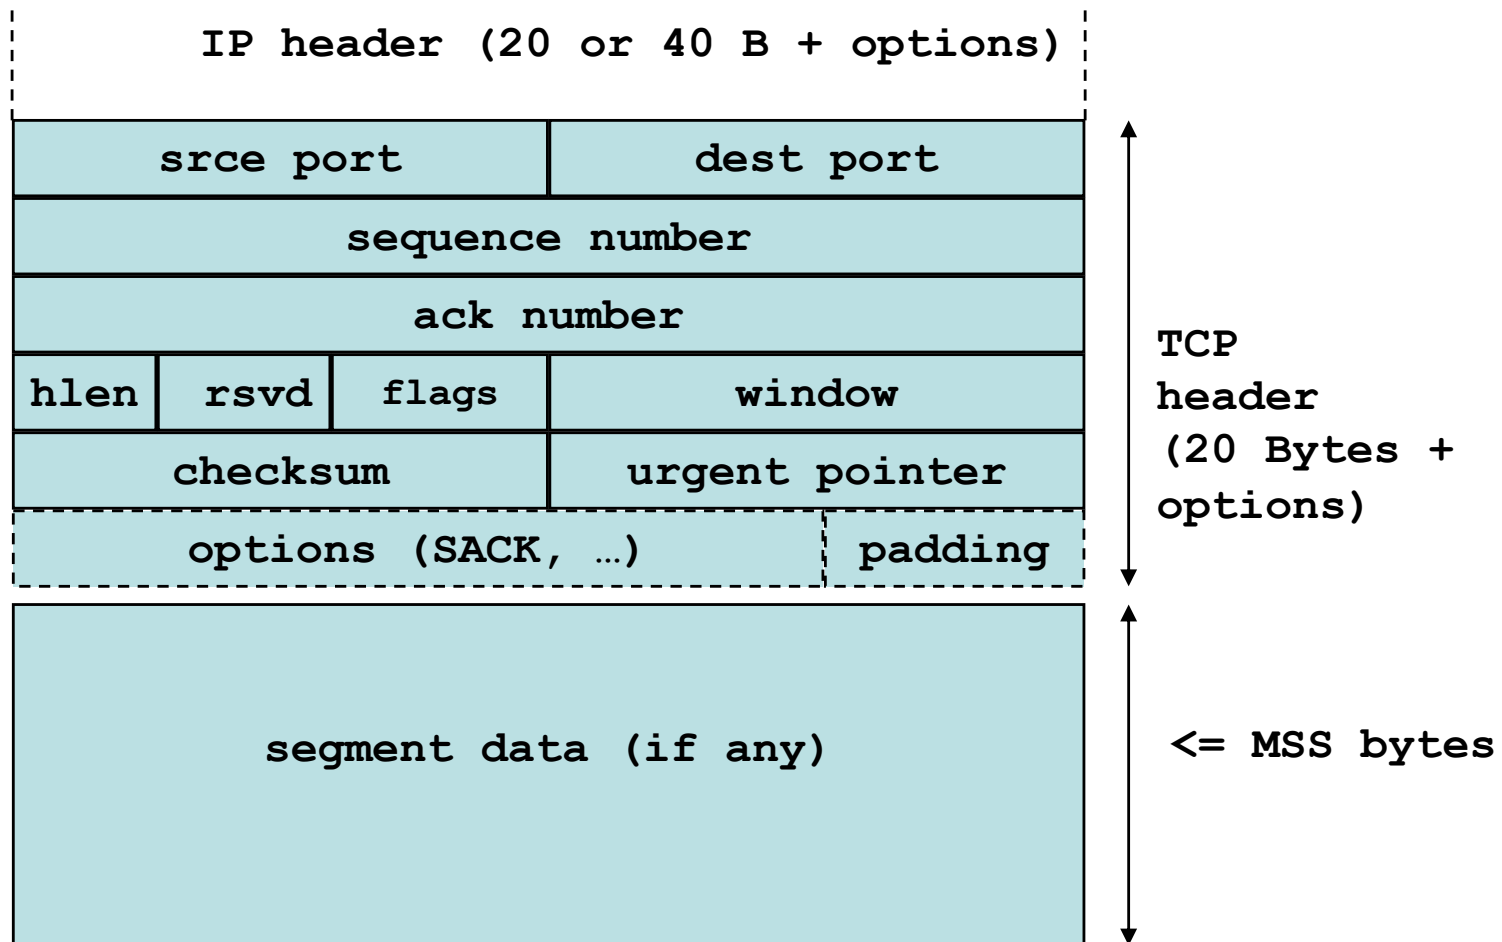 IP header (20 or 40 B + options)
srce port
dest port
sequence number
ack number
hlen
rsvd
flags
window
checksum
urgent pointer
options (SACK, …)
padding
TCP
header
(20 Bytes +
options)
segment data (if any)
<= MSS bytes